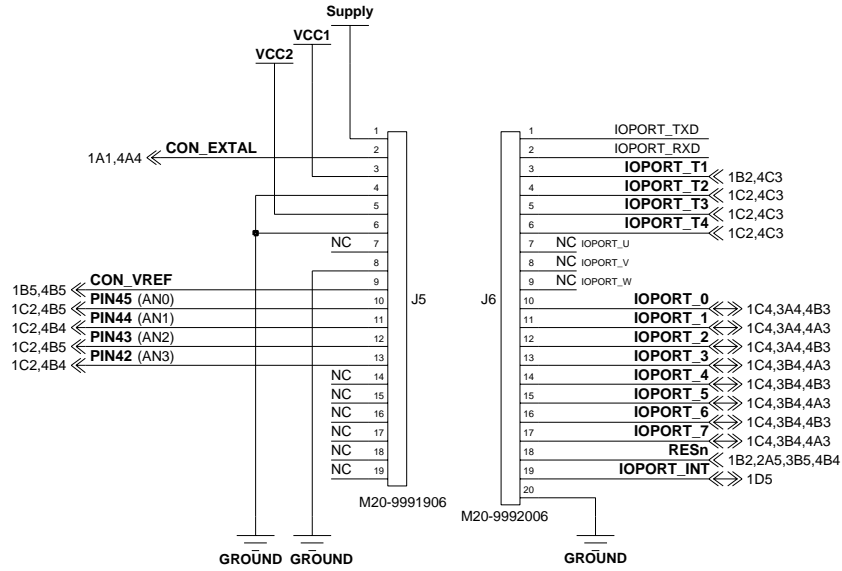 Supply
VCC1
VCC2
1
2
3
4
5
6
7
8
9
10
11
12
13
14
15
16
17
18
19
1A1,4A4
CON_EXTAL
NC
1B5,4B5
CON_VREF
1C2,4B5
PIN45 (AN0)
1C2,4B4
PIN44 (AN1)
1C2,4B5
PIN43 (AN2)
1C2,4B4
PIN42 (AN3)
NC
NC
NC
NC
NC
NC
J5
M20-9991906
GROUND
GROUND
J6
1 IOPORT_TXD
2 IOPORT_RXD
3 IOPORT_T1 1B2,4C3
4 IOPORT_T2 1C2,4C3
5 IOPORT_T3 1C2,4C3
6 IOPORT_T4 1C2,4C3
7 NC IOPORT_U
8 NC IOPORT_V
9 NC IOPORT_W
10 IOPORT_0 1C4,3A4,4B3
11 IOPORT_1 1C4,3A4,4A3
12 IOPORT_2 1C4,3A4,4B3
13 IOPORT_3 1C4,3B4,4A3
14 IOPORT_4 1C4,3B4,4B3
15 IOPORT_5 1C4,3B4,4A3
16 IOPORT_6 1C4,3B4,4B3
17 IOPORT_7 1C4,3B4,4A3
18 RESn 1B2,2A5,3B5,4B4
19 IOPORT_INT 1D5
20
M20-9992006
GROUND